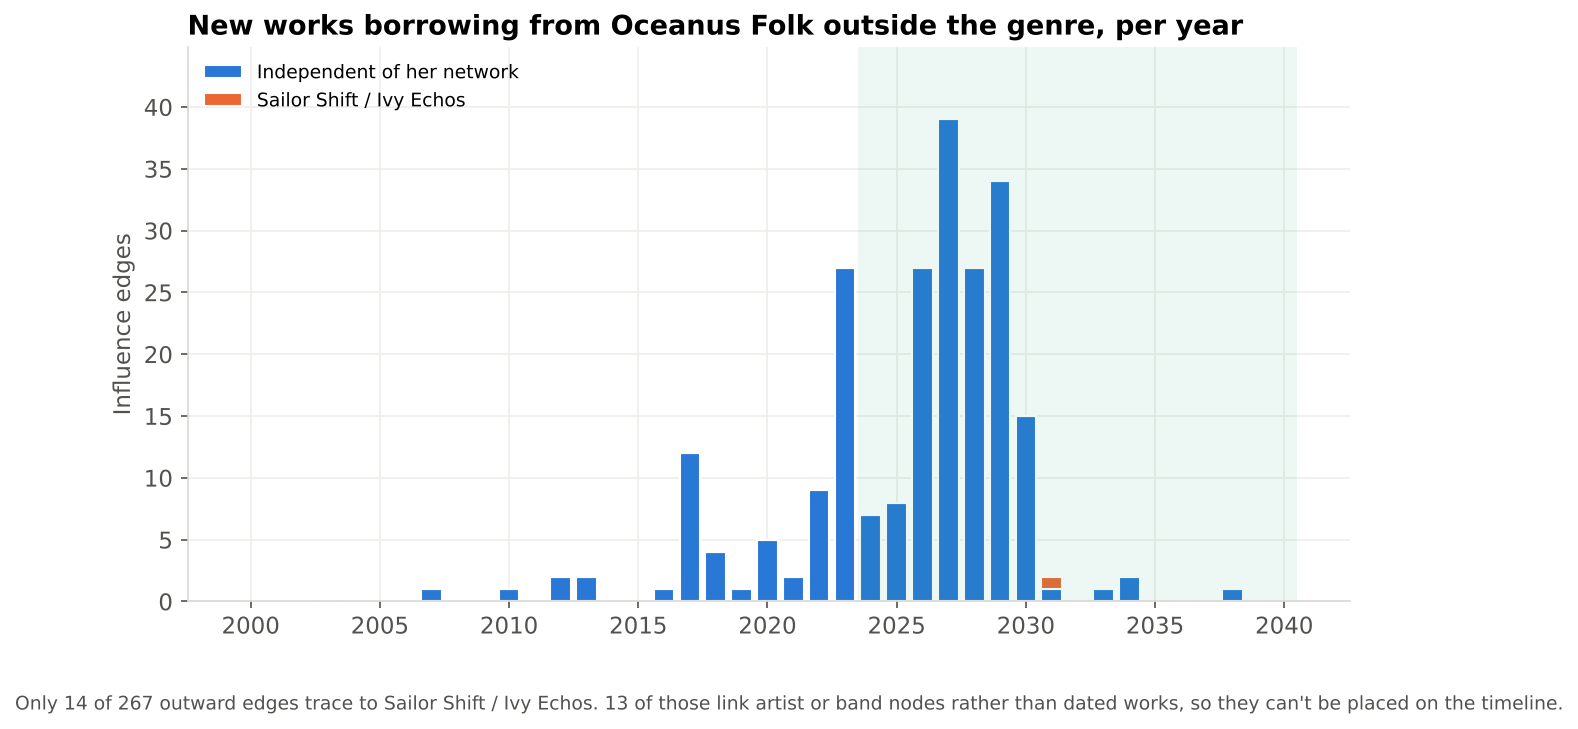 New works borrowing from Oceanus Folk outside the genre, per year
Independent of her network
Sailor Shift / Ivy Echos
Influence edges
40
35
30
25
20
15
10
5
0
2000 2005 2010 2015 2020 2025 2030 2035 2040
Only 14 of 267 outward edges trace to Sailor Shift / Ivy Echos. 13 of those link artist or band nodes rather than dated works, so they can't be placed on the timeline.